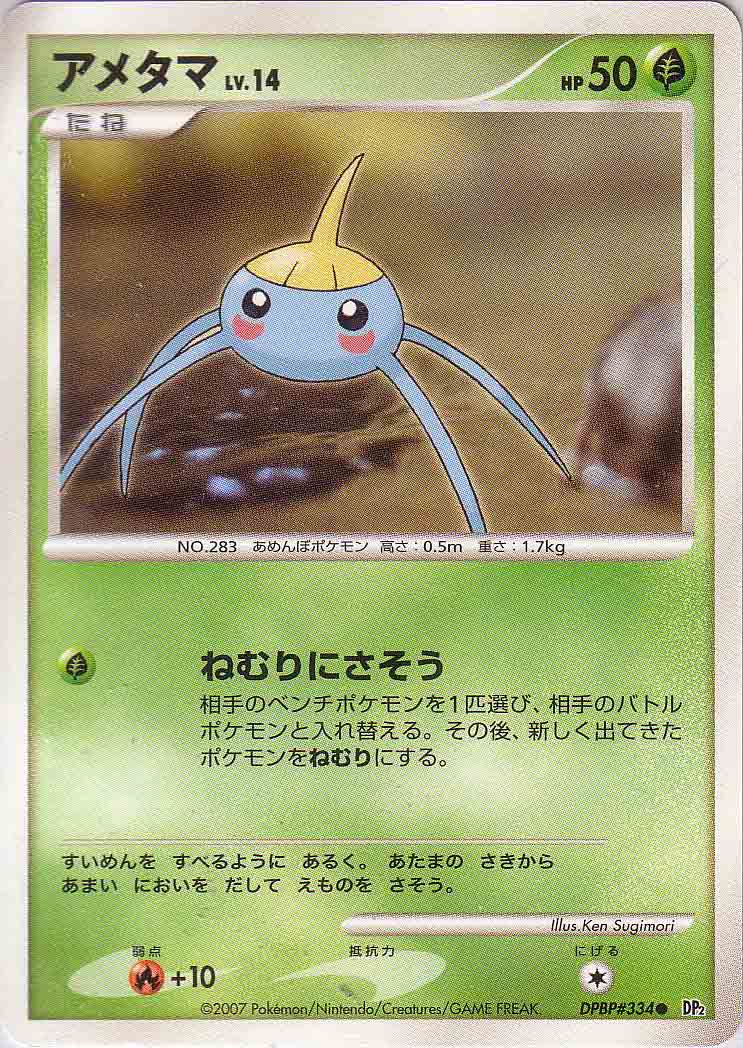 アメタマ LV.14 HP 50
たね
NO.283 あめんぼポケモン 高さ:0.5m 重さ:1.7kg
ねむりにさそう
相手のベンチポケモンを1匹選び、相手のバトル
ポケモンと入れ替える。その後、新しく出てきた
ポケモンをねむりにする。
すいめんを すべるように あるく。 あたまの さきから
あまい においを だして えものを さそう。
Illus.Ken Sugimori
弱点 抵抗力 にげる
+10
©2007 Pokémon/Nintendo/Creatures/GAME FREAK. DPBP#334● DP2